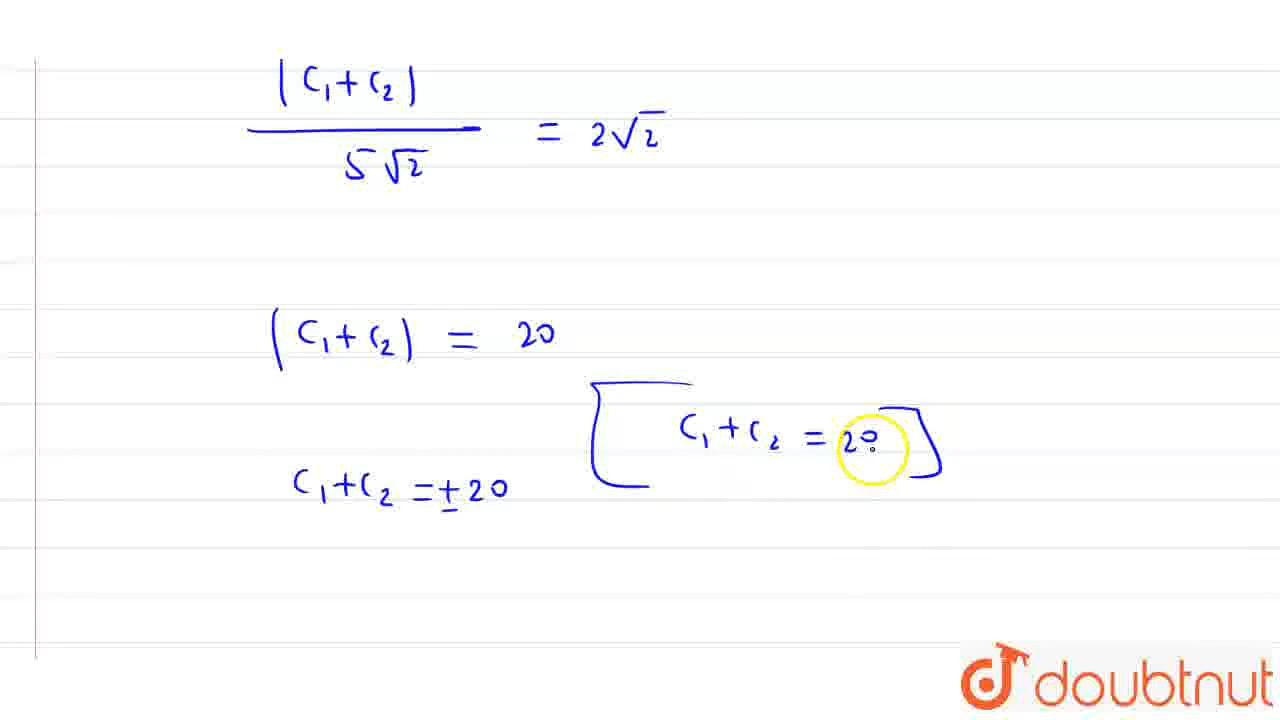 |C₁+C₂|
5√2
= 2√2
|C₁+C₂| = 20
C₁+C₂ = 20
C₁+C₂ = ±20
doubtnut